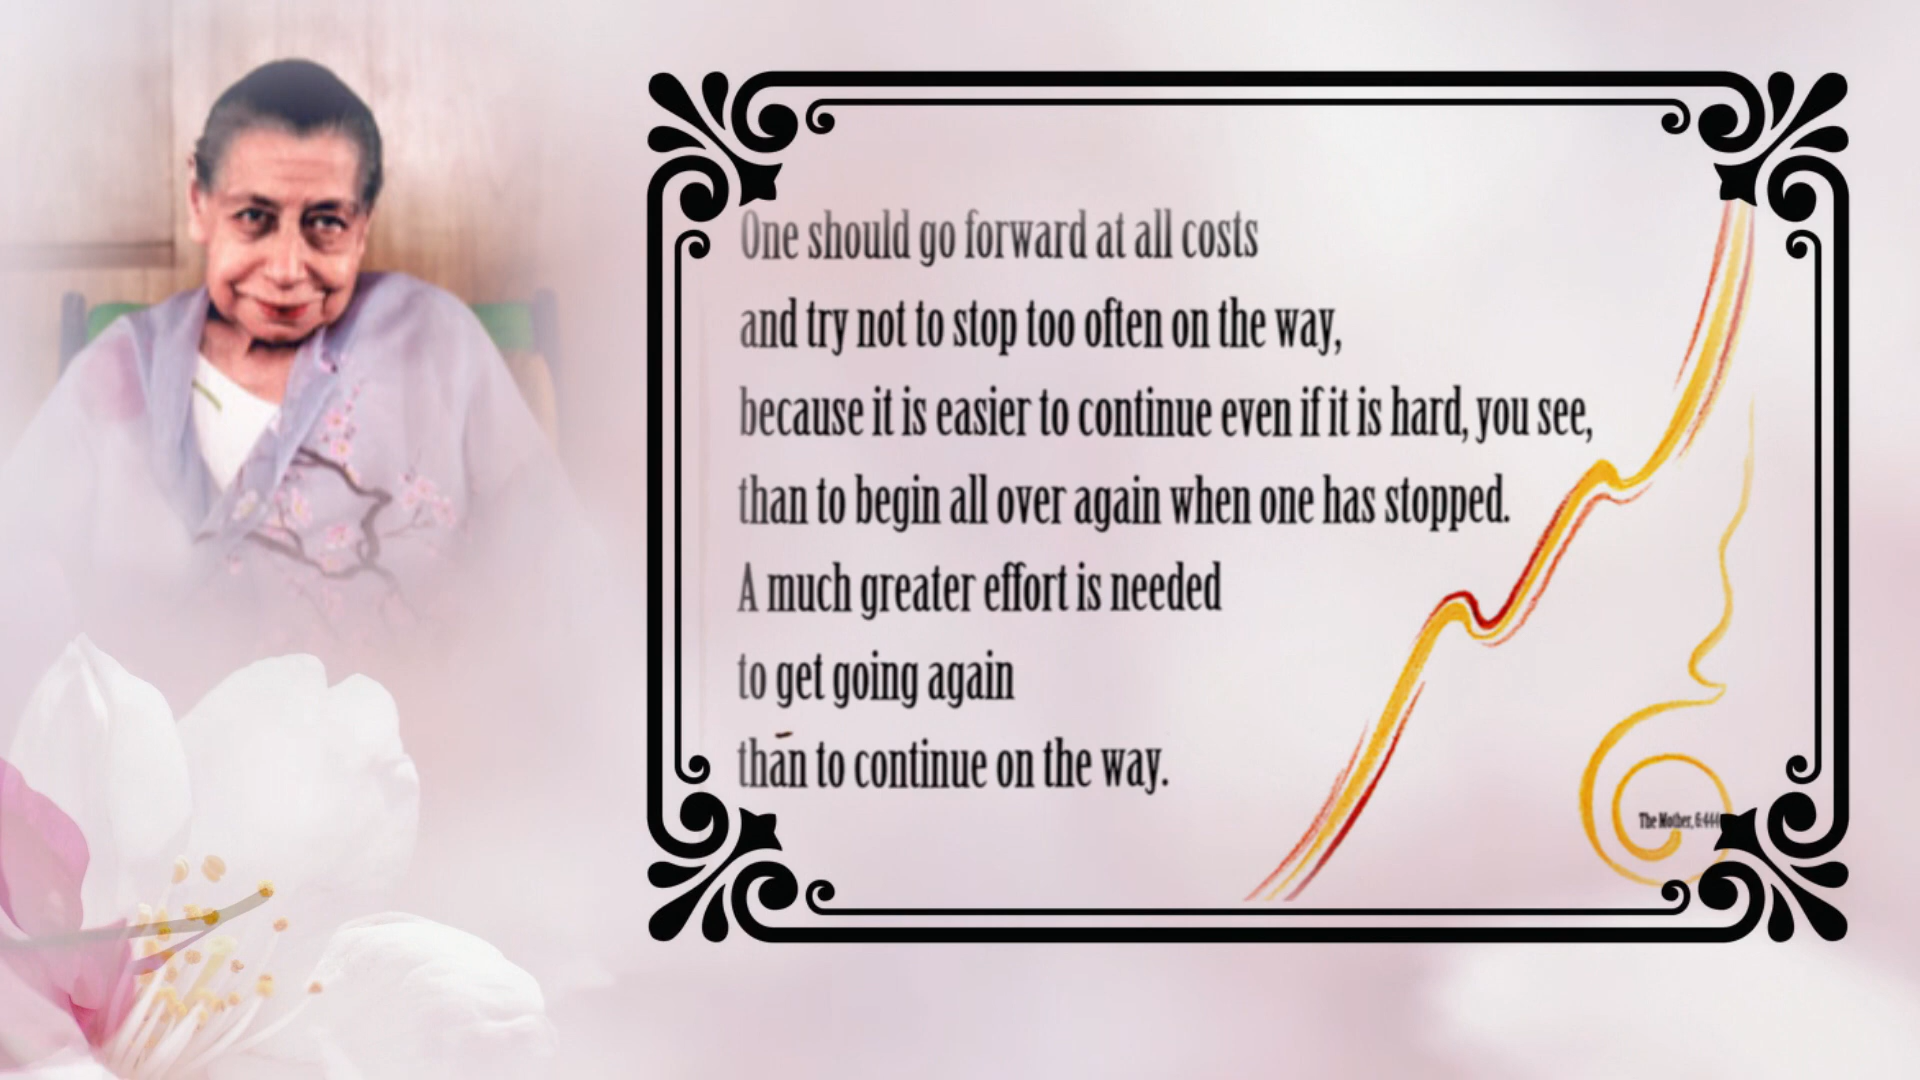 One should go forward at all costs
and try not to stop too often on the way,
because it is easier to continue even if it is hard, you see,
than to begin all over again when one has stopped.
A much greater effort is needed
to get going again
than to continue on the way.
The Mother, 6:444